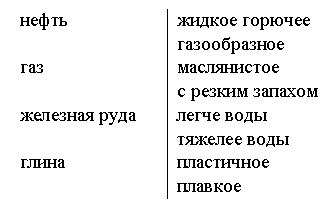 нефть жидкое горючее
газообразное
газ маслянистое
с резким запахом
железная руда легче воды
тяжелее воды
глина пластичное
плавкое